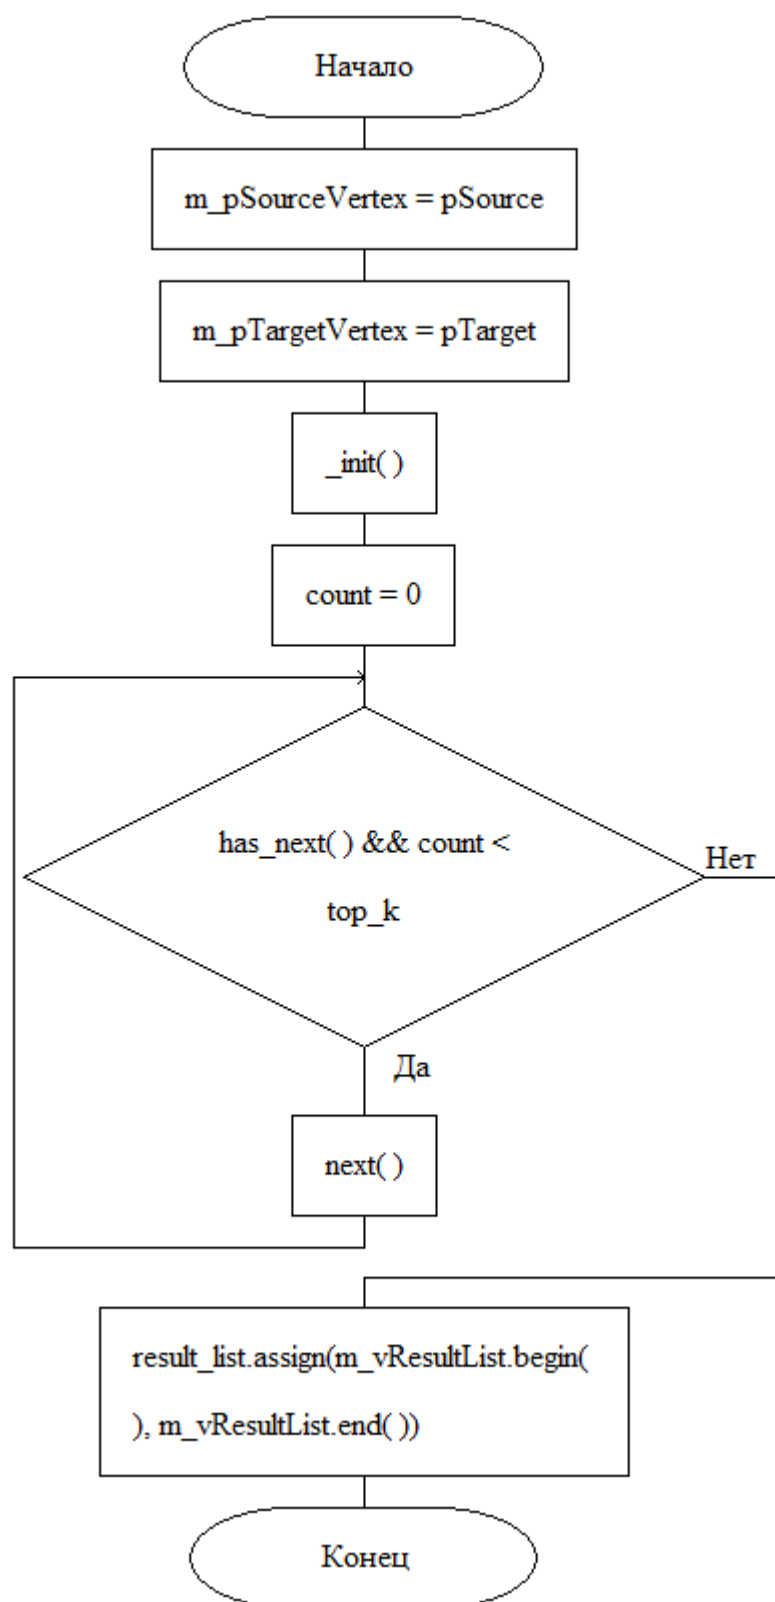 Начало
m_pSourceVertex = pSource
m_pTargetVertex = pTarget
_init( )
count = 0
has_next( ) && count <
top_k
Нет
Да
next( )
result_list.assign(m_vResultList.begin(
), m_vResultList.end( ))
Конец